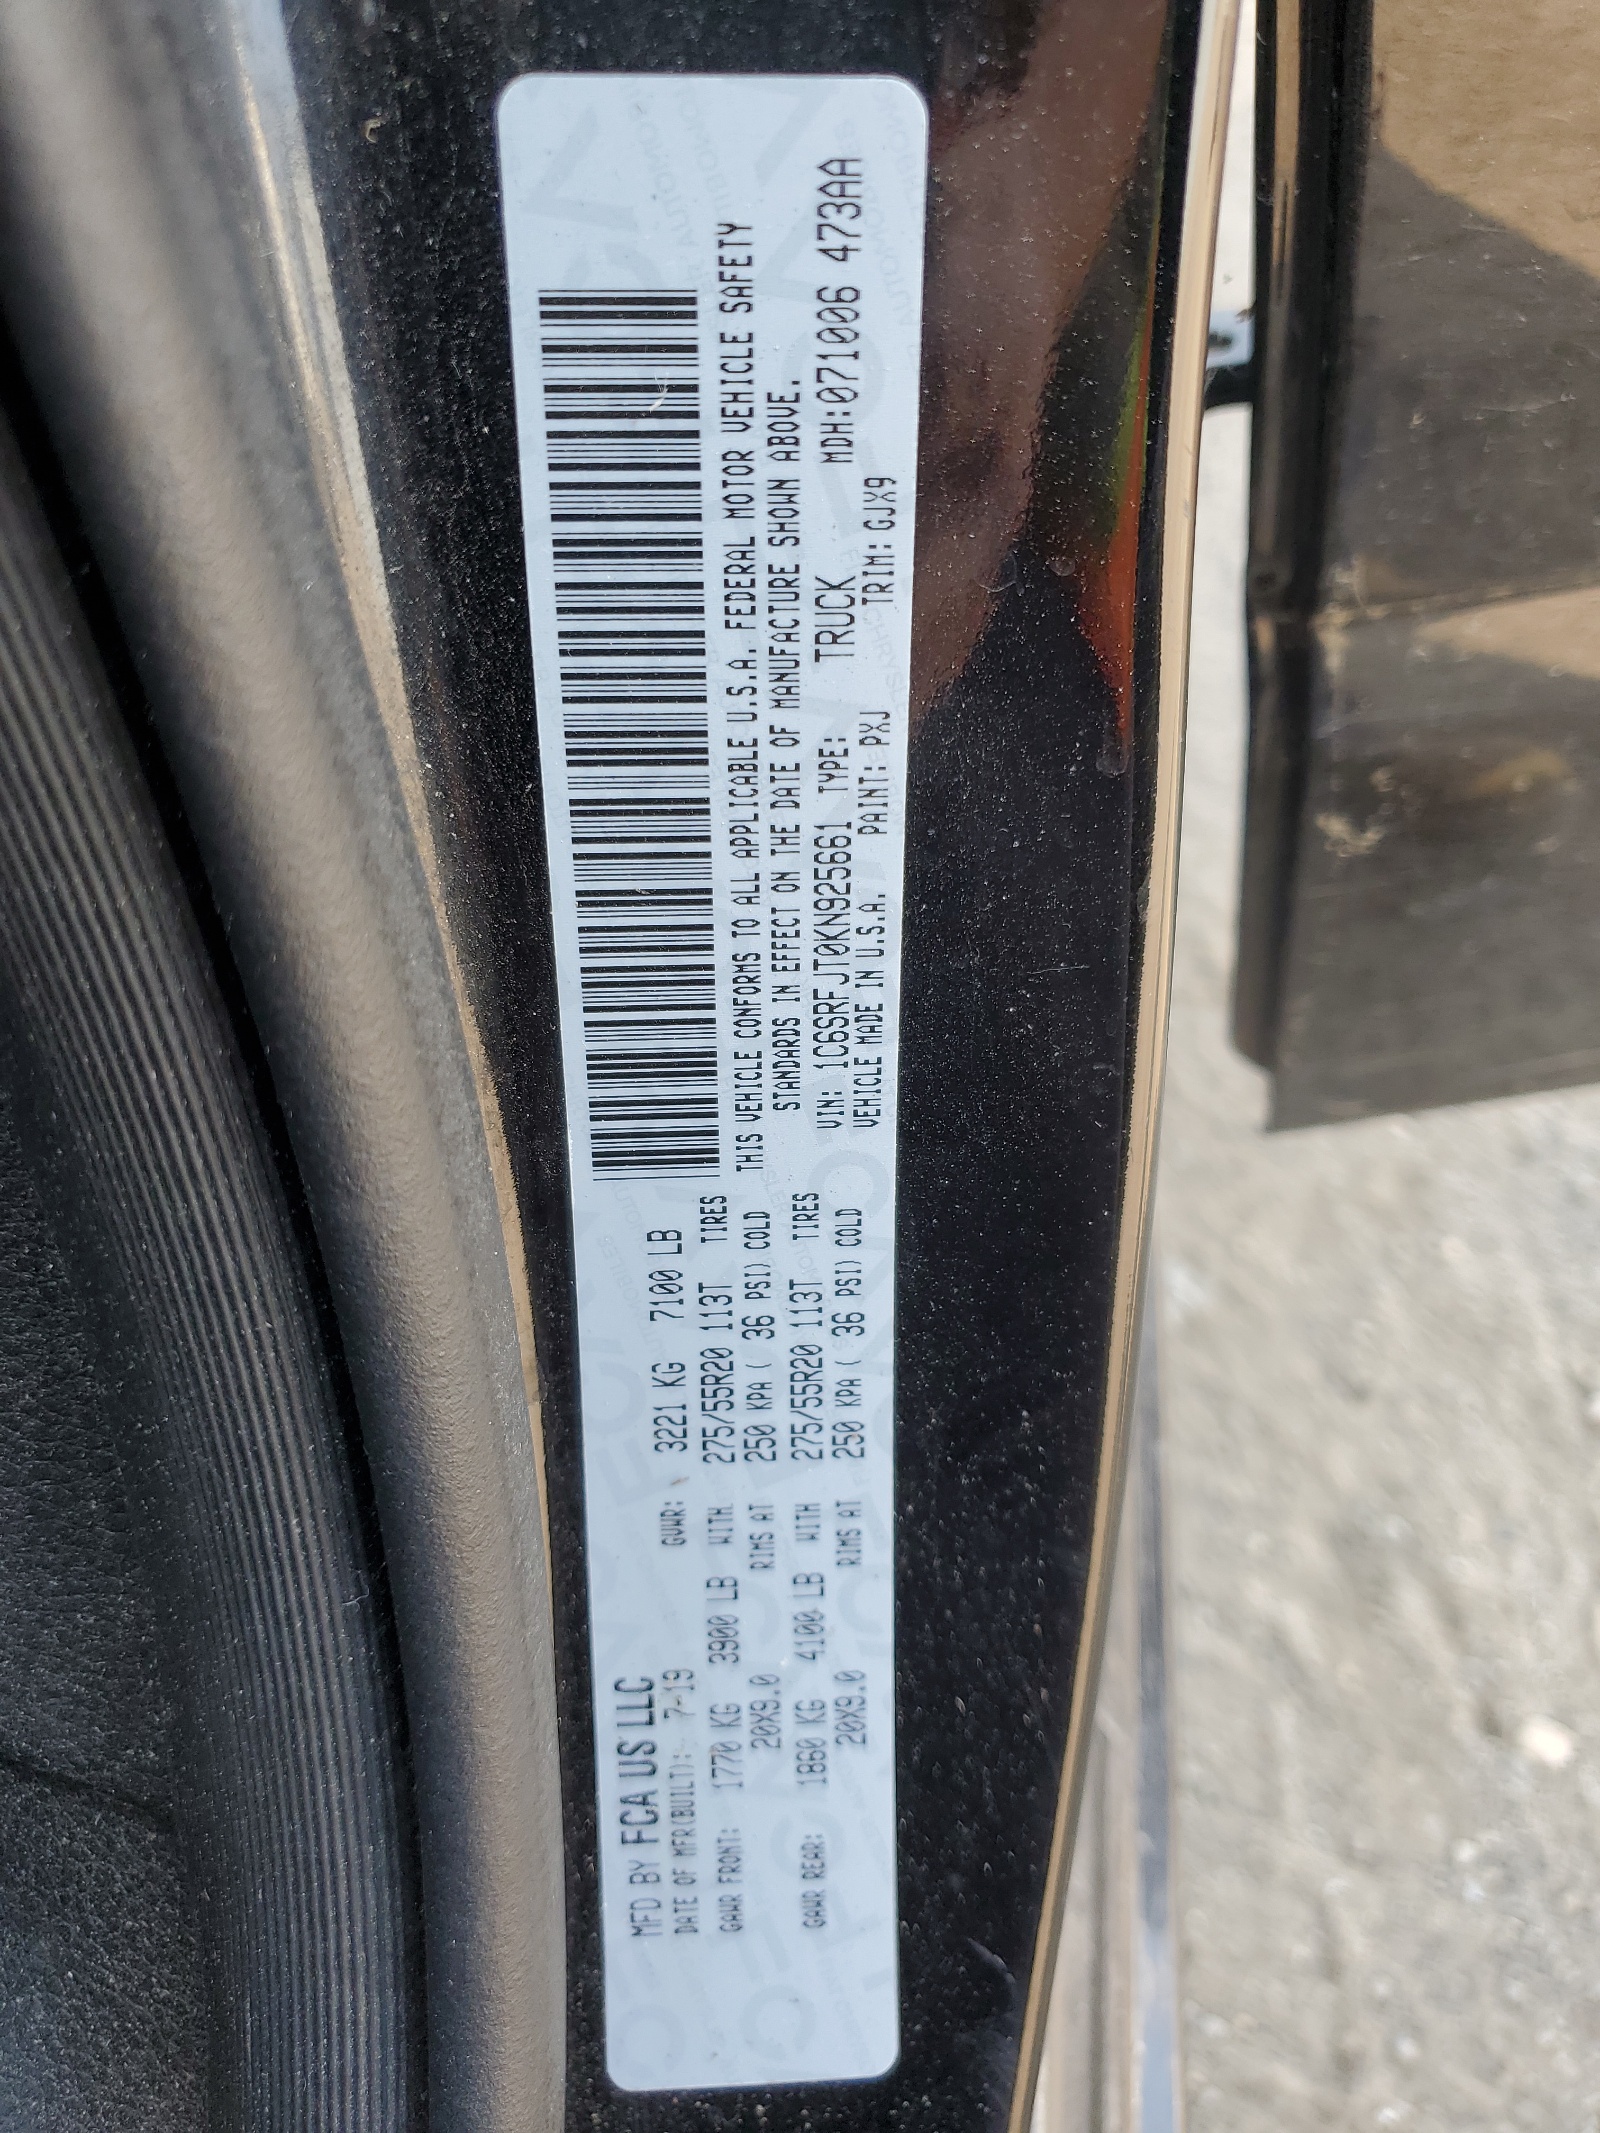 MFD BY FCA US LLC
DATE OF MFR(BUILT): 7-19 GVWR: 3221 KG 7100 LB
GAWR FRONT: 1770 KG 3900 LB WITH 275/55R20 113T TIRES
20X9.0 RIMS AT 250 KPA ( 36 PSI) COLD
GAWR REAR: 1860 KG 4100 LB WITH 275/55R20 113T TIRES
20X9.0 RIMS AT 250 KPA ( 36 PSI) COLD
THIS VEHICLE CONFORMS TO ALL APPLICABLE U.S.A. FEDERAL MOTOR VEHICLE SAFETY
STANDARDS IN EFFECT ON THE DATE OF MANUFACTURE SHOWN ABOVE.
VIN: 1C6SRFJT0KN925661 TYPE: TRUCK MDH:071006 473AA
VEHICLE MADE IN U.S.A. PAINT: PXJ TRIM: GJX9